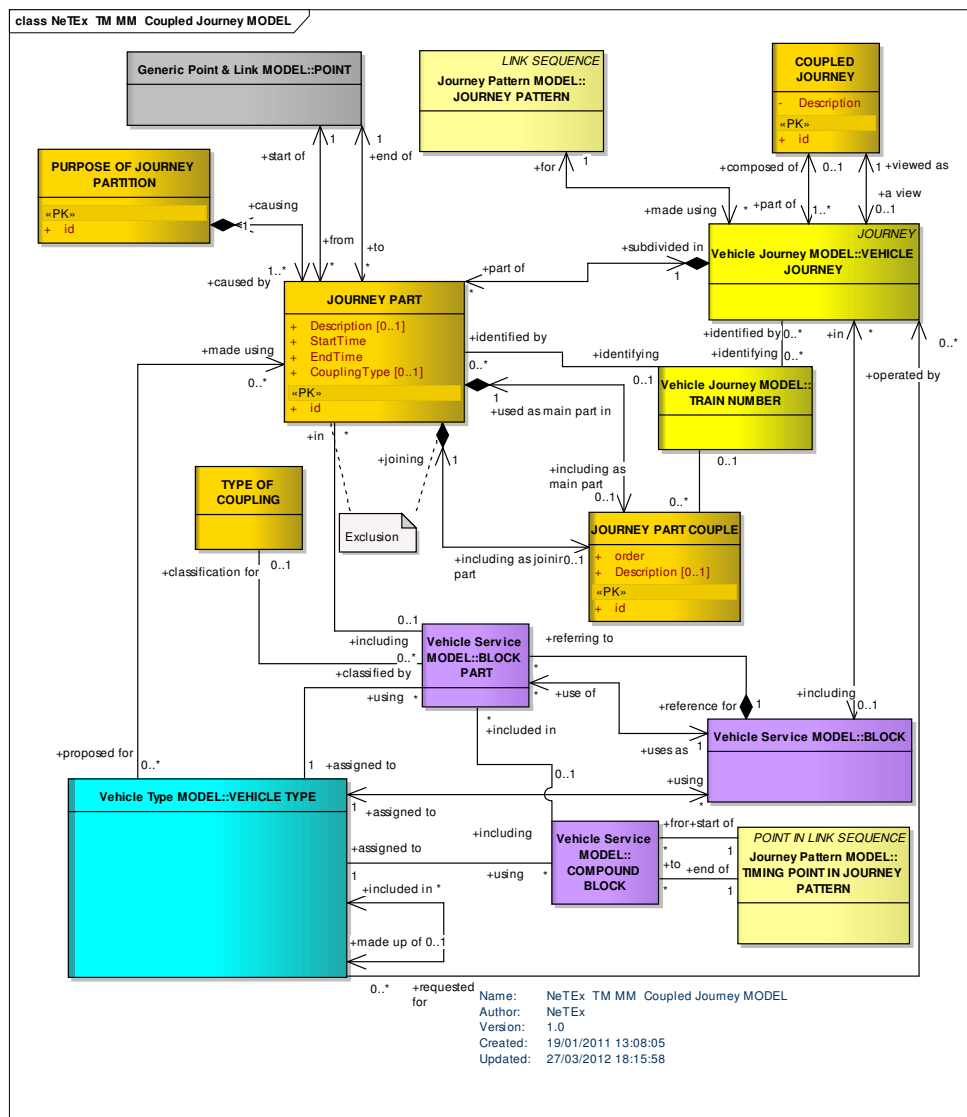 class NeTEx TM MM Coupled Journey MODEL
Generic Point & Link MODEL::POINT
LINK SEQUENCE
Journey Pattern MODEL::
JOURNEY PATTERN
COUPLED
JOURNEY
- Description
«PK»
+ id
PURPOSE OF JOURNEY
PARTITION
«PK»
+ id
+start of
1
1
+end of
+for
1
+composed of
0..1
1
+viewed as
+causing
1
+from
*
+to
*
1..*
+caused by
+made using
*
+part of
1..*
+a view
0..1
JOURNEY
Vehicle Journey MODEL::VEHICLE
JOURNEY
+subdivided in
1
+part of
*
JOURNEY PART
+ Description [0..1]
+ StartTime
+ EndTime
+ CouplingType [0..1]
«PK»
+ id
+made using
0..*
+identified by
0..*
+identifying
0..1
+identified by
0..*
+identifying
0..*
+in
*
0..*
+operated by
Vehicle Journey MODEL::
TRAIN NUMBER
0..1
1
+used as main part in
+in
*
+joining
1
+including as
main part
0..1
0..*
TYPE OF
COUPLING
Exclusion
JOURNEY PART COUPLE
+ order
+ Description [0..1]
«PK»
+ id
+classification for
0..1
+including as joinir
part
0..1
0..1
+including
0..*
+classified by
Vehicle Service
MODEL::BLOCK
PART
+referring to
*
+using
*
*
+use of
+reference for
1
+including
0..1
*
+included in
+uses as
1
Vehicle Service MODEL::BLOCK
+proposed for
0..*
1
+assigned to
0..1
+using
*
Vehicle Type MODEL::VEHICLE TYPE
1
+assigned to
+including
Vehicle Service
MODEL::
COMPOUND
BLOCK
+fror
*
+start of
1
POINT IN LINK SEQUENCE
Journey Pattern MODEL::
TIMING POINT IN JOURNEY
PATTERN
+assigned to
1
+using
*
+to
*
+end of
1
+included in *
+made up of 0..1
0..*
+requested
for
Name: NeTEx TM MM Coupled Journey MODEL
Author: NeTEx
Version: 1.0
Created: 19/01/2011 13:08:05
Updated: 27/03/2012 18:15:58